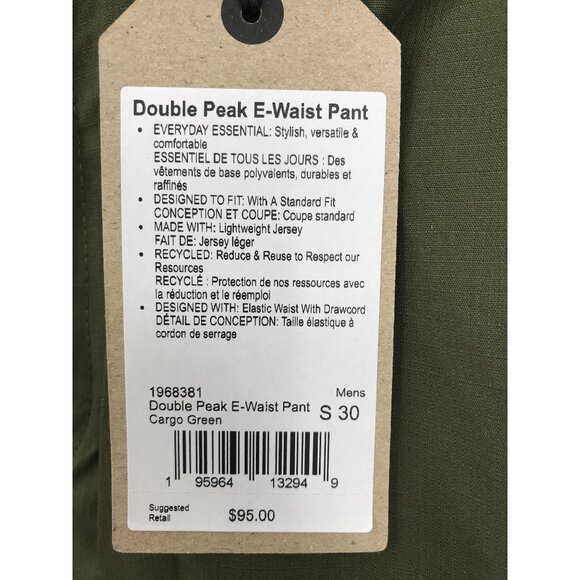 Double Peak E-Waist Pant
• EVERYDAY ESSENTIAL: Stylish, versatile &
comfortable
ESSENTIEL DE TOUS LES JOURS : Des
vêtements de base polyvalents, durables et
raffinés
• DESIGNED TO FIT: With A Standard Fit
CONCEPTION ET COUPE: Coupe standard
• MADE WITH: Lightweight Jersey
FAIT DE: Jersey léger
• RECYCLED: Reduce & Reuse to Respect our
Resources
RECYCLÉ : Protection de nos ressources avec
la réduction et le réemploi
• DESIGNED WITH: Elastic Waist With Drawcord
DÉTAIL DE CONCEPTION: Taille élastique à
cordon de serrage
1968381 Mens
Double Peak E-Waist Pant S 30
Cargo Green
1 95964 13294 9
Suggested
Retail $95.00